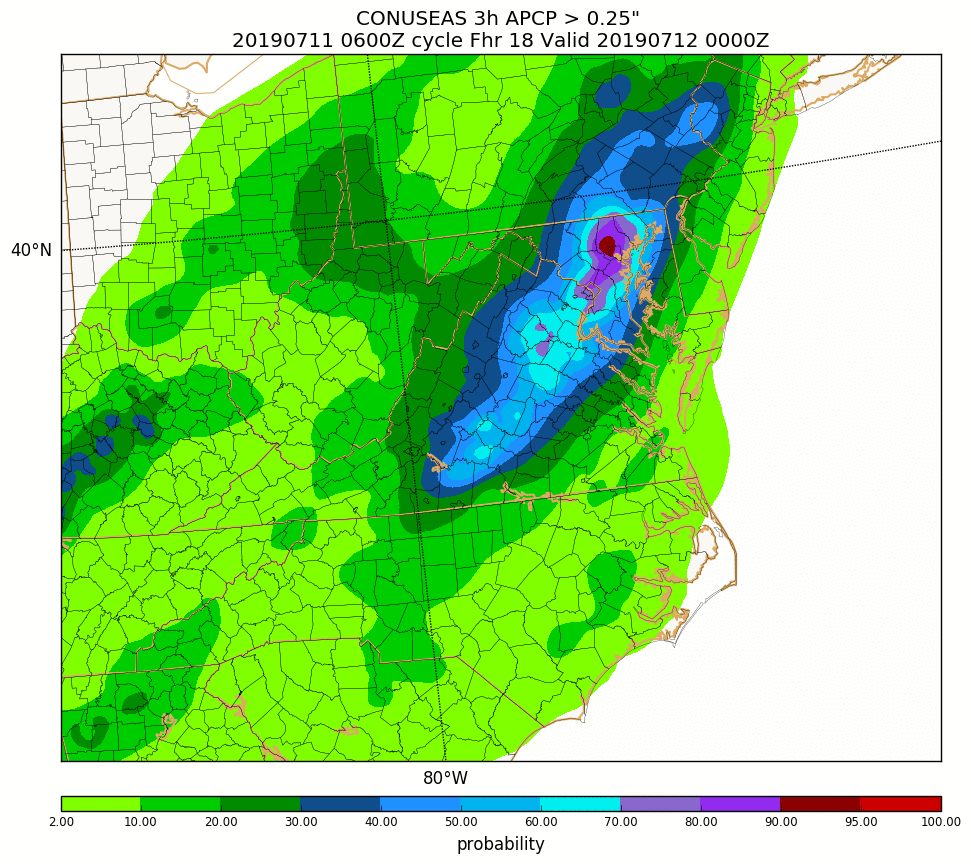 CONUSEAS 3h APCP > 0.25"
20190711 0600Z cycle Fhr 18 Valid 20190712 0000Z
40°N
80°W
2.00 10.00 20.00 30.00 40.00 50.00 60.00 70.00 80.00 90.00 95.00 100.00
probability